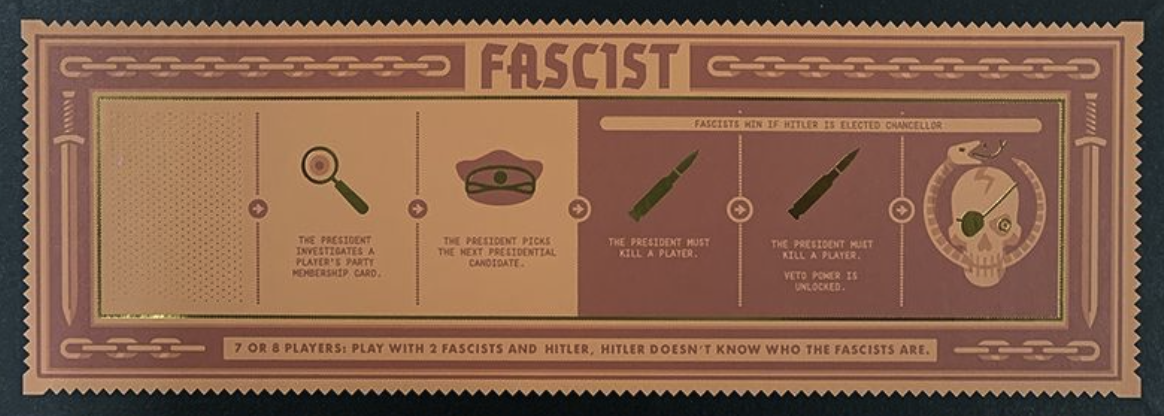 FASCIST
FASCISTS WIN IF HITLER IS ELECTED CHANCELLOR
THE PRESIDENT
INVESTIGATES A
PLAYER'S PARTY
MEMBERSHIP CARD.
THE PRESIDENT PICKS
THE NEXT PRESIDENTIAL
CANDIDATE.
THE PRESIDENT MUST
KILL A PLAYER.
THE PRESIDENT MUST
KILL A PLAYER.
VETO POWER IS
UNLOCKED.
7 OR 8 PLAYERS: PLAY WITH 2 FASCISTS AND HITLER, HITLER DOESN'T KNOW WHO THE FASCISTS ARE.